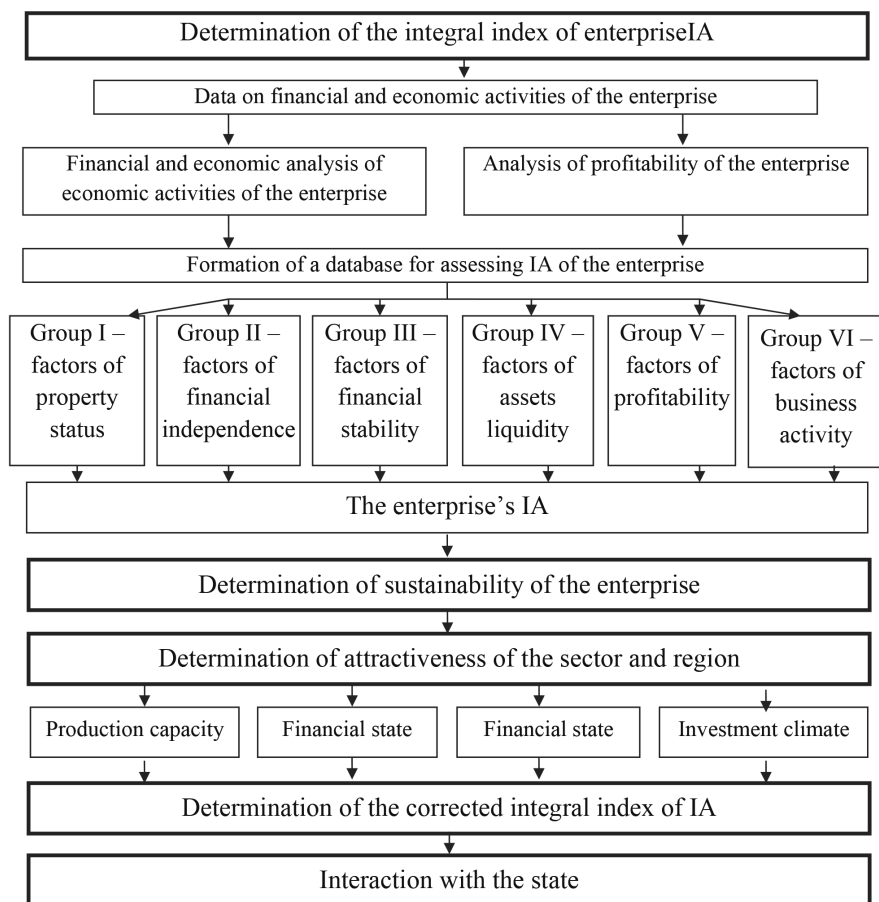 Determination of the integral index of enterpriseIA
Data on financial and economic activities of the enterprise
Financial and economic analysis of
economic activities of the enterprise
Analysis of profitability of the enterprise
Formation of a database for assessing IA of the enterprise
Group I –
factors of
property
status
Group II –
factors of
financial
independence
Group III –
factors of
financial
stability
Group IV –
factors of
assets
liquidity
Group V –
factors of
profitability
Group VI –
factors of
business
activity
The enterprise's IA
Determination of sustainability of the enterprise
Determination of attractiveness of the sector and region
Production capacity
Financial state
Financial state
Investment climate
Determination of the corrected integral index of IA
Interaction with the state